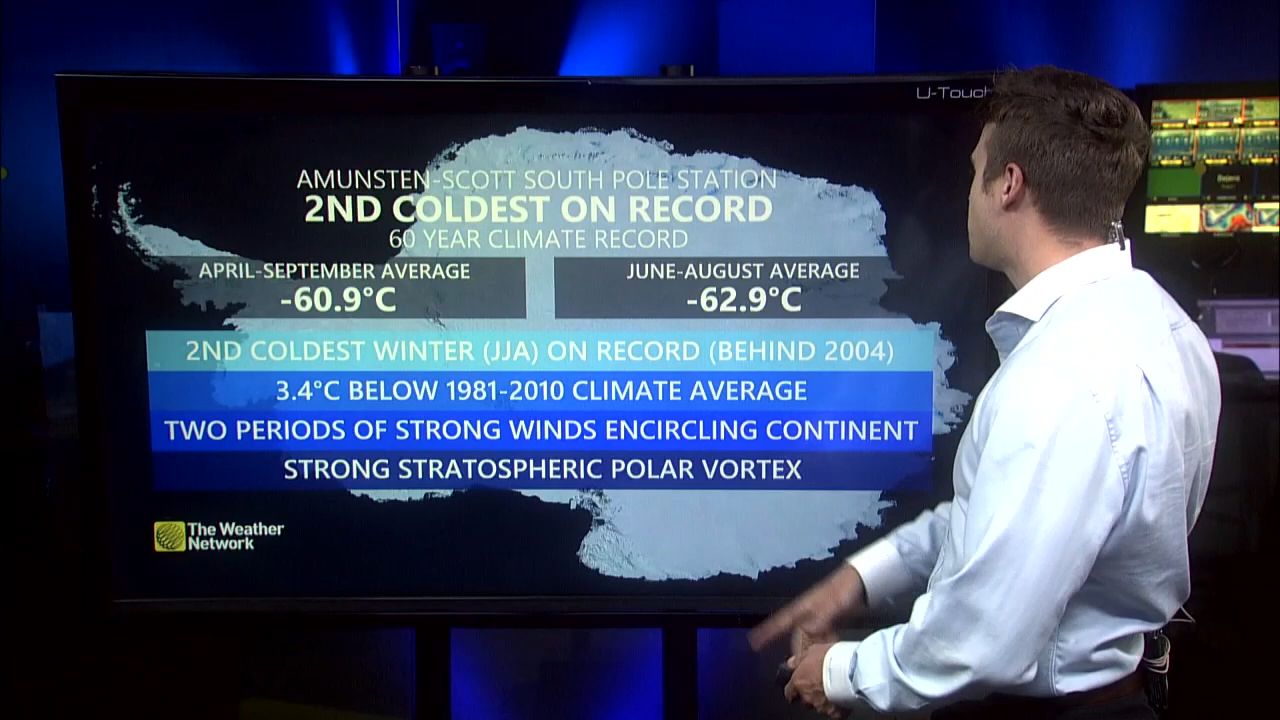 U-Touch
AMUNSTEN-SCOTT SOUTH POLE STATION
2ND COLDEST ON RECORD
60 YEAR CLIMATE RECORD
APRIL-SEPTEMBER AVERAGE
-60.9°C
JUNE-AUGUST AVERAGE
-62.9°C
2ND COLDEST WINTER (JJA) ON RECORD (BEHIND 2004)
3.4°C BELOW 1981-2010 CLIMATE AVERAGE
TWO PERIODS OF STRONG WINDS ENCIRCLING CONTINENT
STRONG STRATOSPHERIC POLAR VORTEX
The Weather
Network